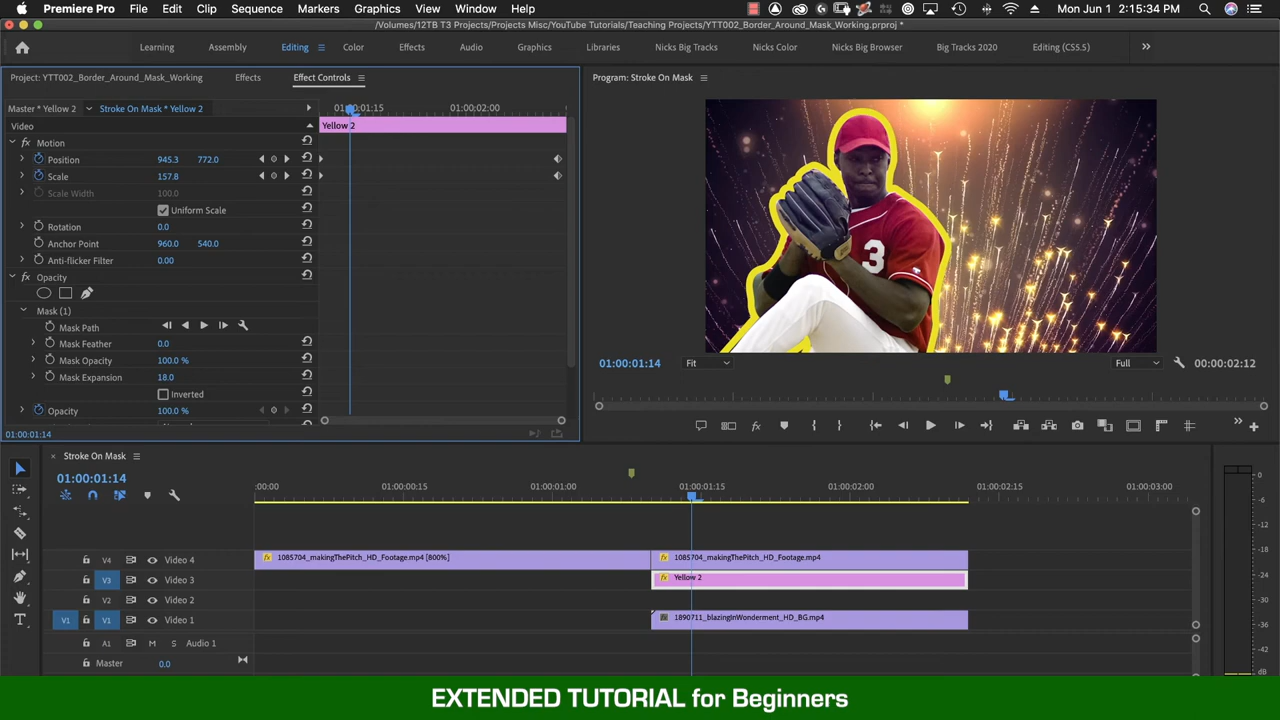 Premiere Pro File Edit Clip Sequence Markers Graphics View Window Help Mon Jun 1 2:15:34 PM
/Volumes/12TB T3 Projects/Projects Misc/YouTube Tutorials/Teaching Projects/YTT002_Border_Around_Mask_Working.prproj *
Learning Assembly Editing Color Effects Audio Graphics Libraries Nicks Big Tracks Nicks Color Nicks Big Browser Big Tracks 2020 Editing (CS5.5)
Project: YTT002_Border_Around_Mask_Working Effects Effect Controls Program: Stroke On Mask
Master * Yellow 2 Stroke On Mask * Yellow 2 01:00:01:15 01:00:02:00
Video Yellow 2
fx Motion
Position 945.3 772.0
Scale 157.8
Scale Width 100.0
Uniform Scale
Rotation 0.0
Anchor Point 960.0 540.0
Anti-flicker Filter 0.00
fx Opacity
Mask (1)
Mask Path
Mask Feather 0.0
Mask Opacity 100.0 %
Mask Expansion 18.0
Inverted
Opacity 100.0 %
01:00:01:14
3
01:00:01:14 Fit Full 00:00:02:12
fx
Stroke On Mask
01:00:01:14
:00:00 01:00:00:15 01:00:01:00 01:00:01:15 01:00:02:00 01:00:02:15 01:00:03:00
V4 Video 4 fx 1085704_makingThePitch_HD_Footage.mp4 [800%] fx 1085704_makingThePitch_HD_Footage.mp4
V3 Video 3 fx Yellow 2
V2 Video 2
V1 V1 Video 1 fx 1890711_blazingInWonderment_HD_BG.mp4
A1 M S Audio 1
Master 0.0
0
-6
-12
-18
-24
-30
-36
-42
EXTENDED TUTORIAL for Beginners